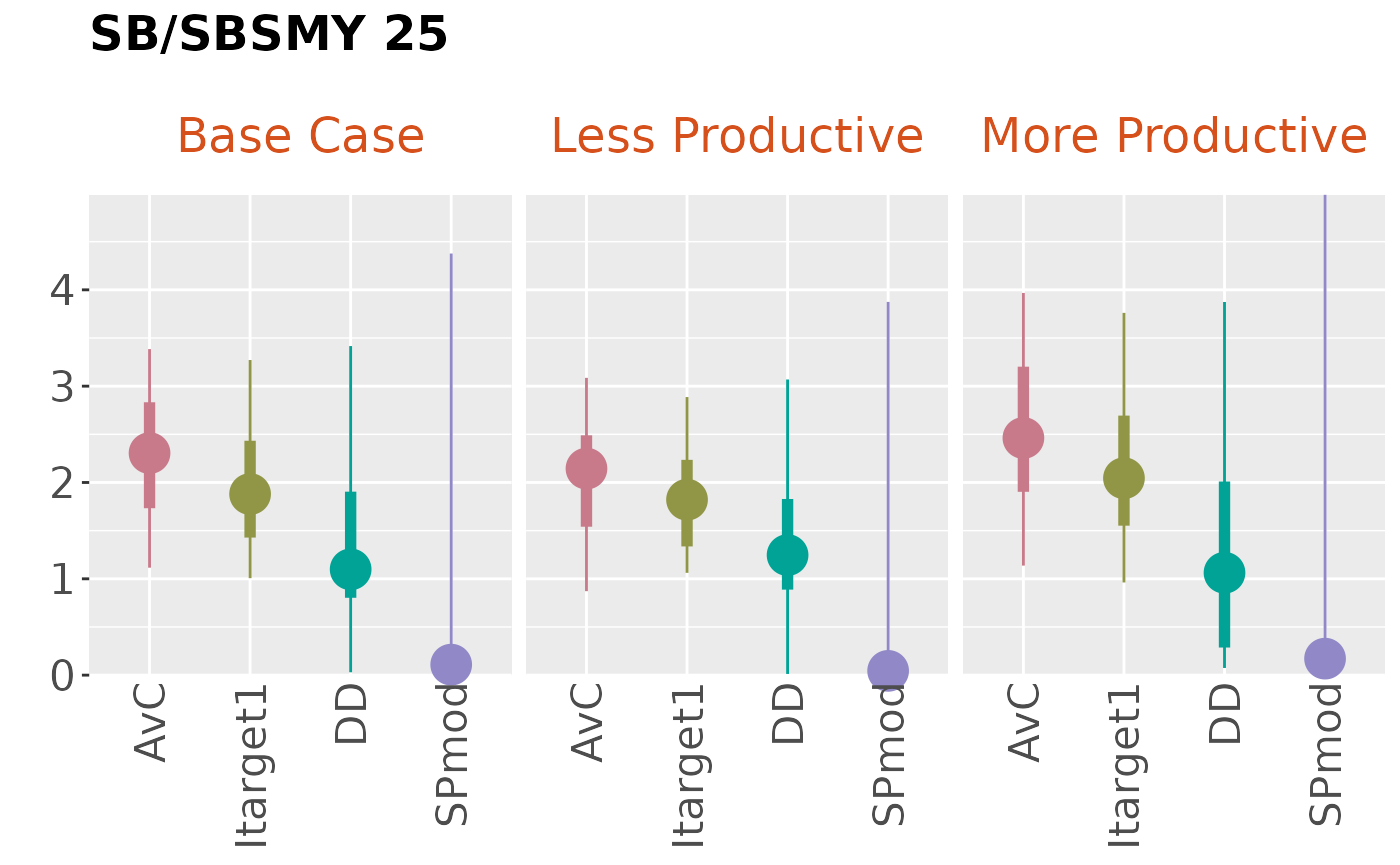 SB/SBSMY 25
Base Case
Less Productive
More Productive
4
3
2
1
0
AvC
Itarget1
DD
SPmod
AvC
Itarget1
DD
SPmod
AvC
Itarget1
DD
SPmod